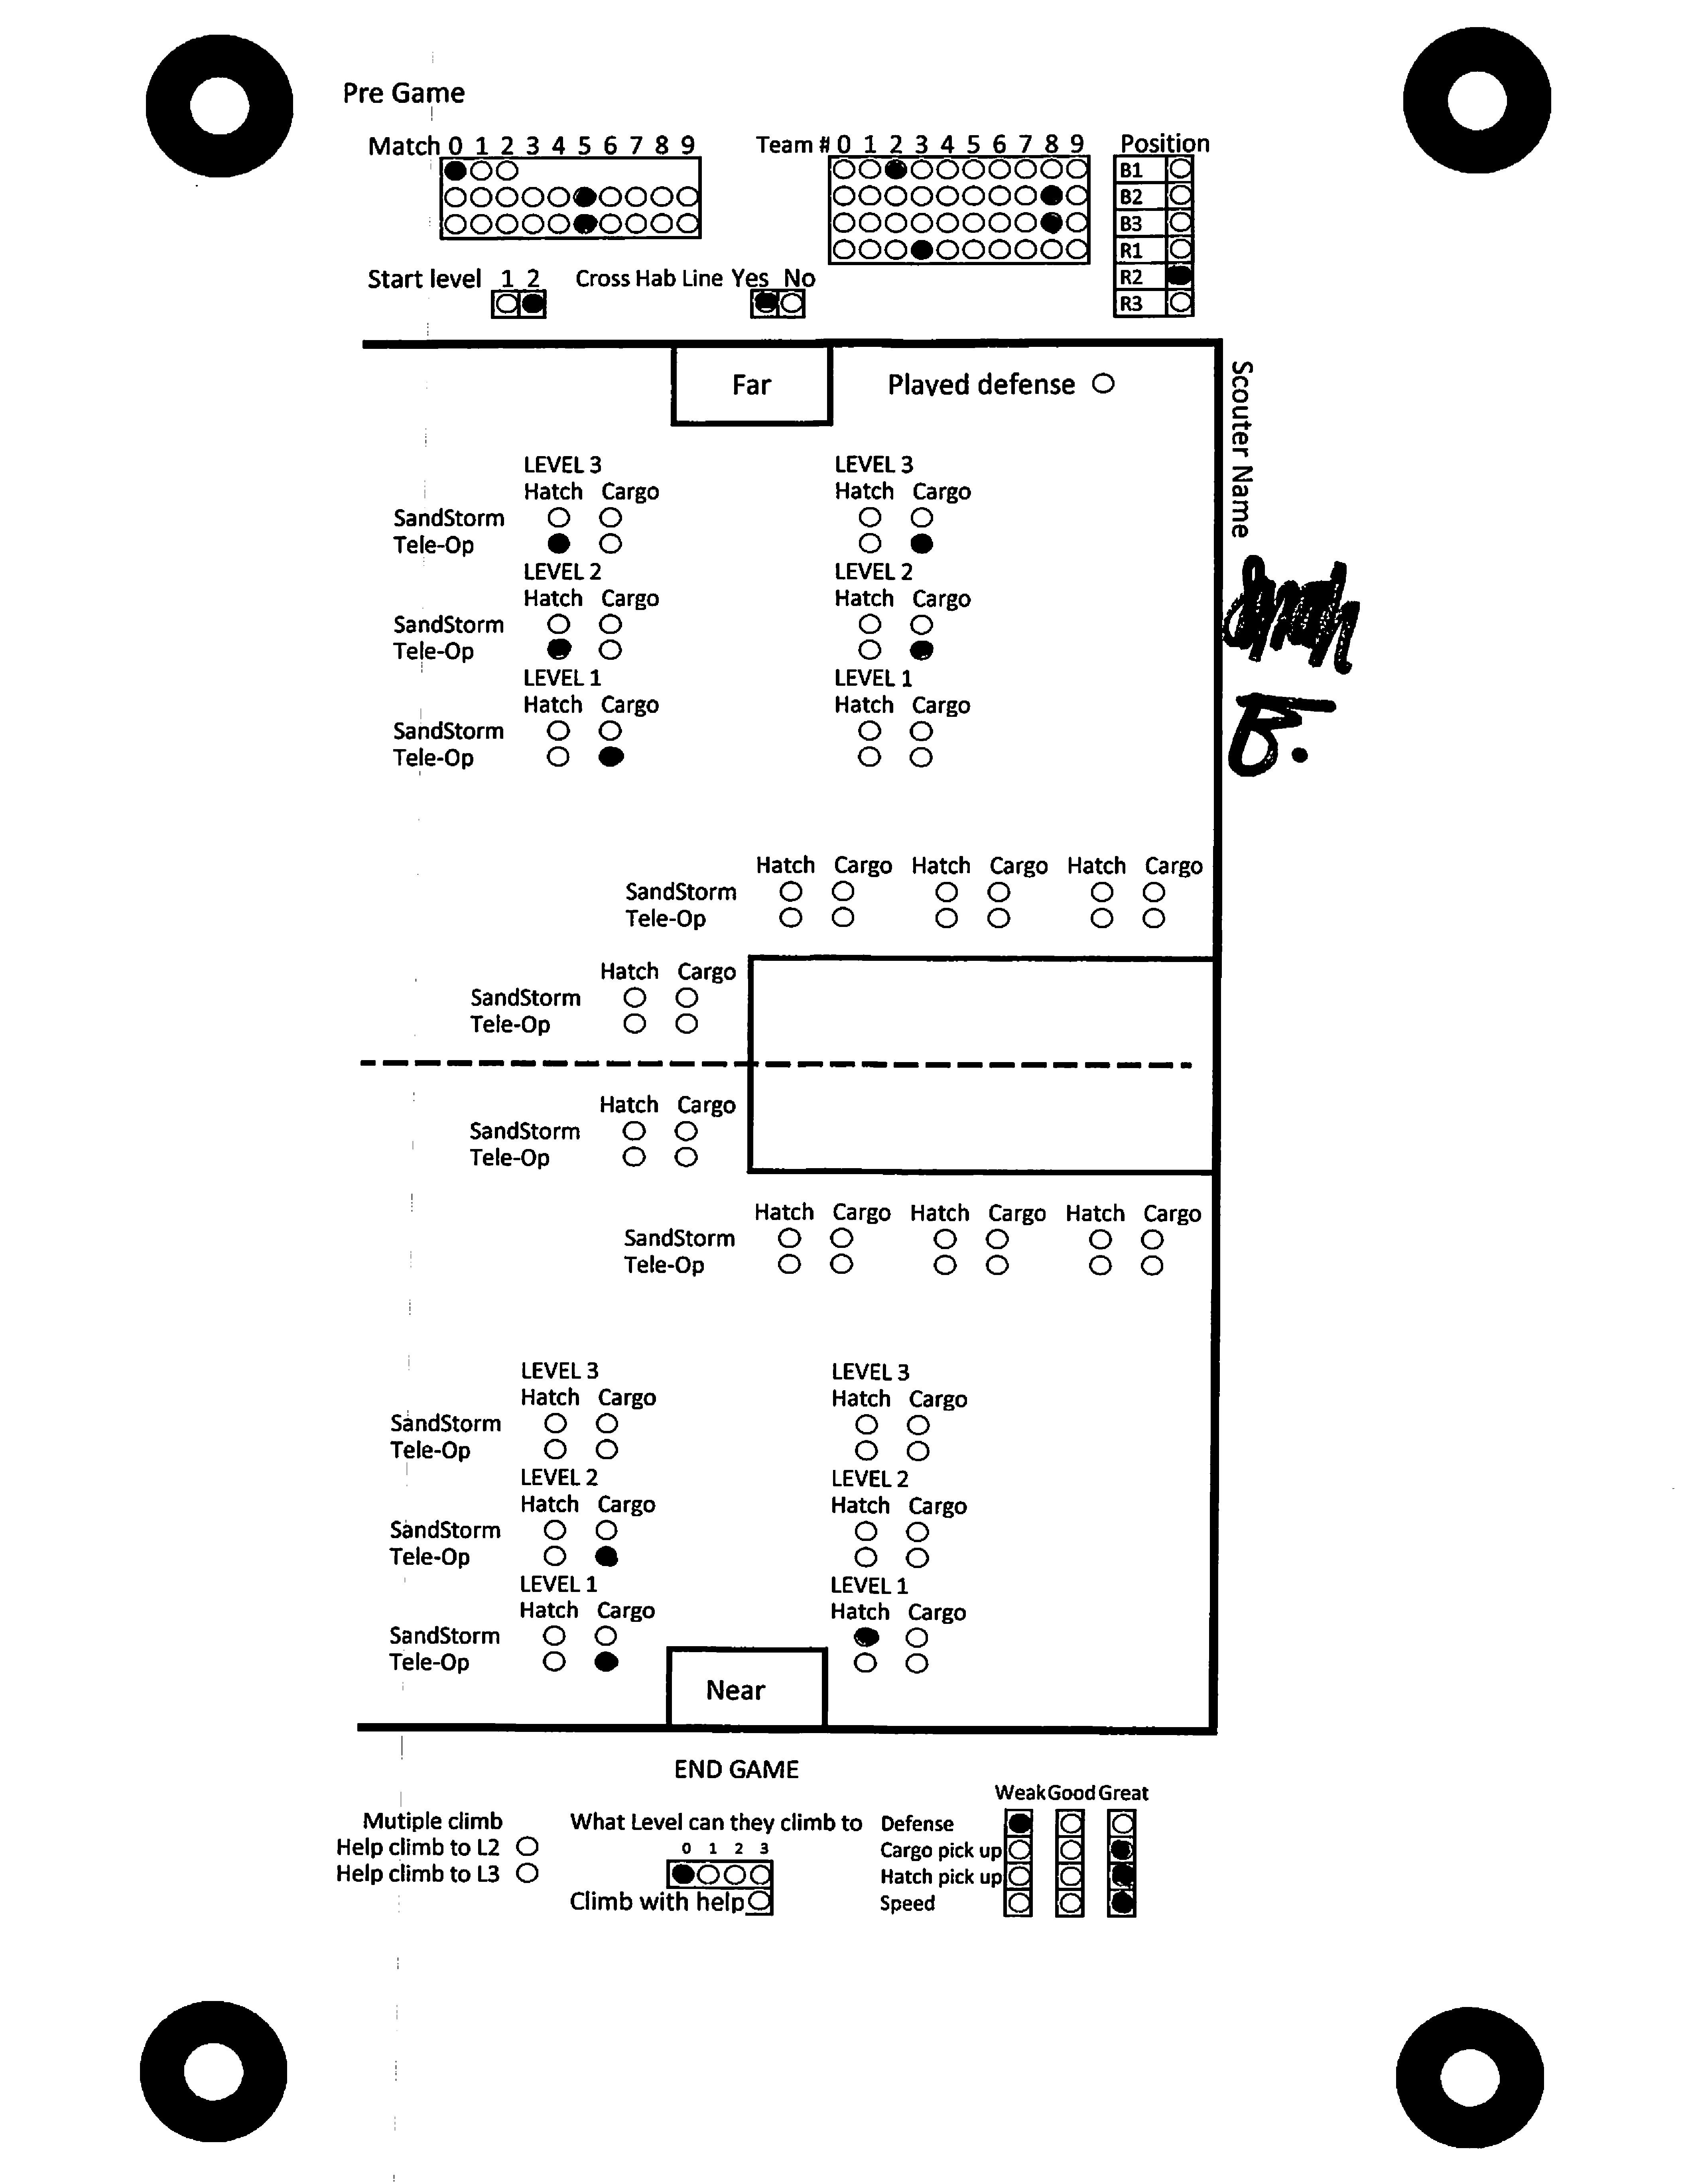 Pre Game
Match 0 1 2 3 4 5 6 7 8 9
Team # 0 1 2 3 4 5 6 7 8 9
Position
B1
B2
B3
R1
R2
R3
Start level 1 2
Cross Hab Line Yes No
Far
Played defense
Scouter Name
LEVEL 3 LEVEL 3
Hatch Cargo Hatch Cargo
SandStorm
Tele-Op
LEVEL 2 LEVEL 2
Hatch Cargo Hatch Cargo
SandStorm
Tele-Op
LEVEL 1 LEVEL 1
Hatch Cargo Hatch Cargo
SandStorm
Tele-Op
E.
Hatch Cargo Hatch Cargo Hatch Cargo
SandStorm
Tele-Op
Hatch Cargo
SandStorm
Tele-Op
Hatch Cargo
SandStorm
Tele-Op
Hatch Cargo Hatch Cargo Hatch Cargo
SandStorm
Tele-Op
LEVEL 3 LEVEL 3
Hatch Cargo Hatch Cargo
SandStorm
Tele-Op
LEVEL 2 LEVEL 2
Hatch Cargo Hatch Cargo
SandStorm
Tele-Op
LEVEL 1 LEVEL 1
Hatch Cargo Hatch Cargo
SandStorm
Tele-Op
Near
END GAME
Mutiple climb
Help climb to L2
Help climb to L3
What Level can they climb to
0 1 2 3
Climb with help
Weak Good Great
Defense
Cargo pick up
Hatch pick up
Speed